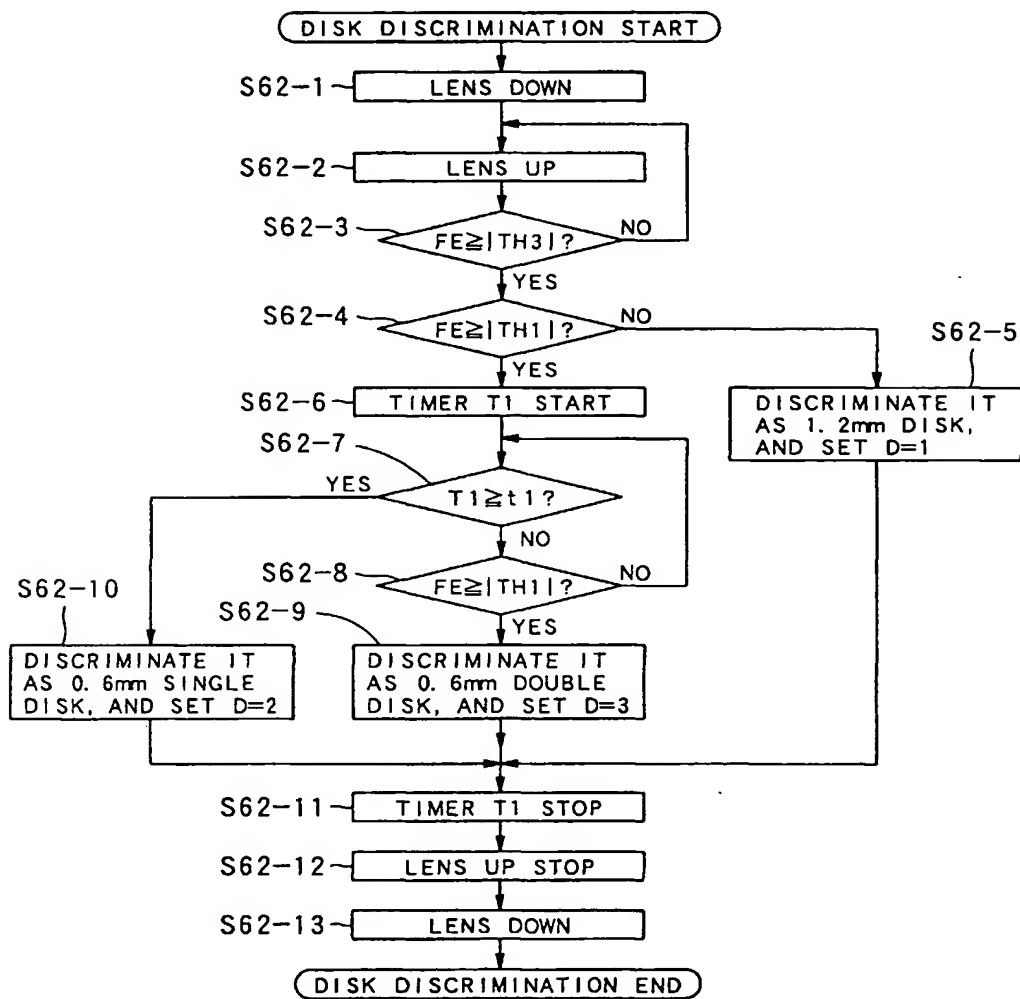 DISK DISCRIMINATION START
S62-1
LENS DOWN
S62-2
LENS UP
S62-3
FE≧|TH3|?
NO
YES
S62-4
FE≧|TH1|?
NO
YES
S62-5
DISCRIMINATE IT
AS 1.2mm DISK,
AND SET D=1
S62-6
TIMER T1 START
S62-7
YES
T1≧t1?
NO
S62-8
FE≧|TH1|?
NO
YES
S62-10
DISCRIMINATE IT
AS 0.6mm SINGLE
DISK, AND SET D=2
S62-9
DISCRIMINATE IT
AS 0.6mm DOUBLE
DISK, AND SET D=3
S62-11
TIMER T1 STOP
S62-12
LENS UP STOP
S62-13
LENS DOWN
DISK DISCRIMINATION END